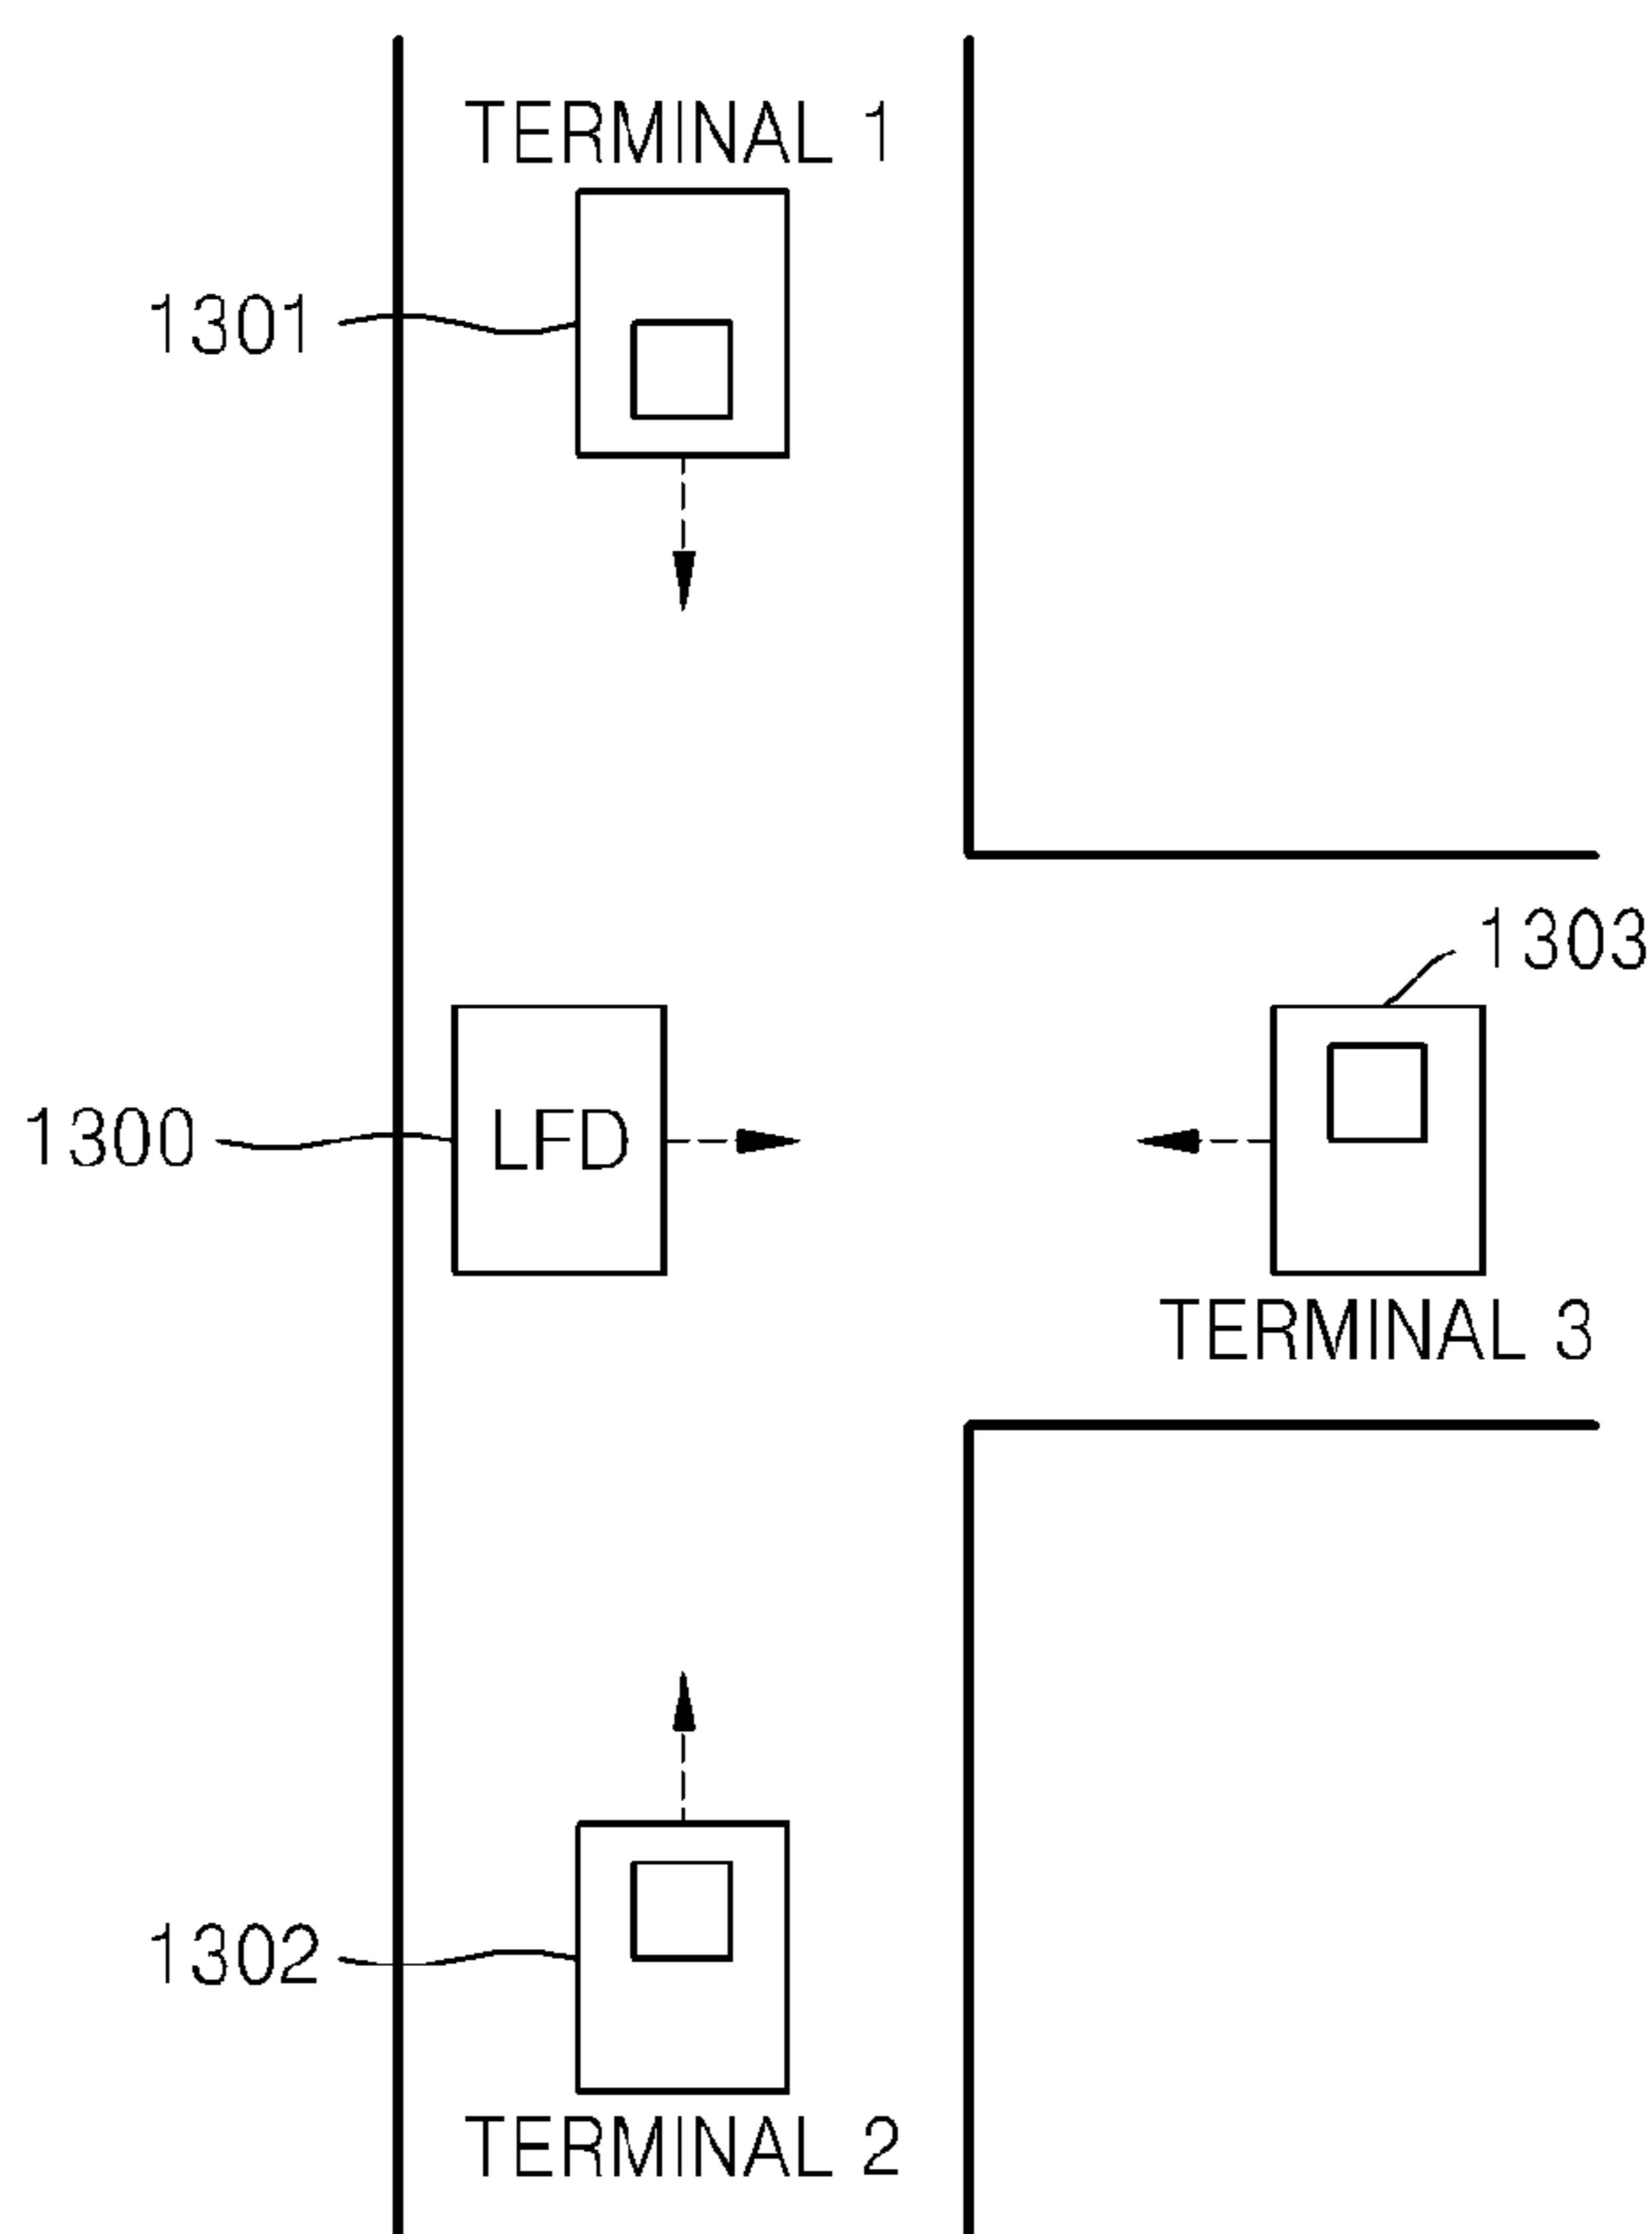 TERMINAL 1
1301
1303
1300
LFD
TERMINAL 3
1302
TERMINAL 2